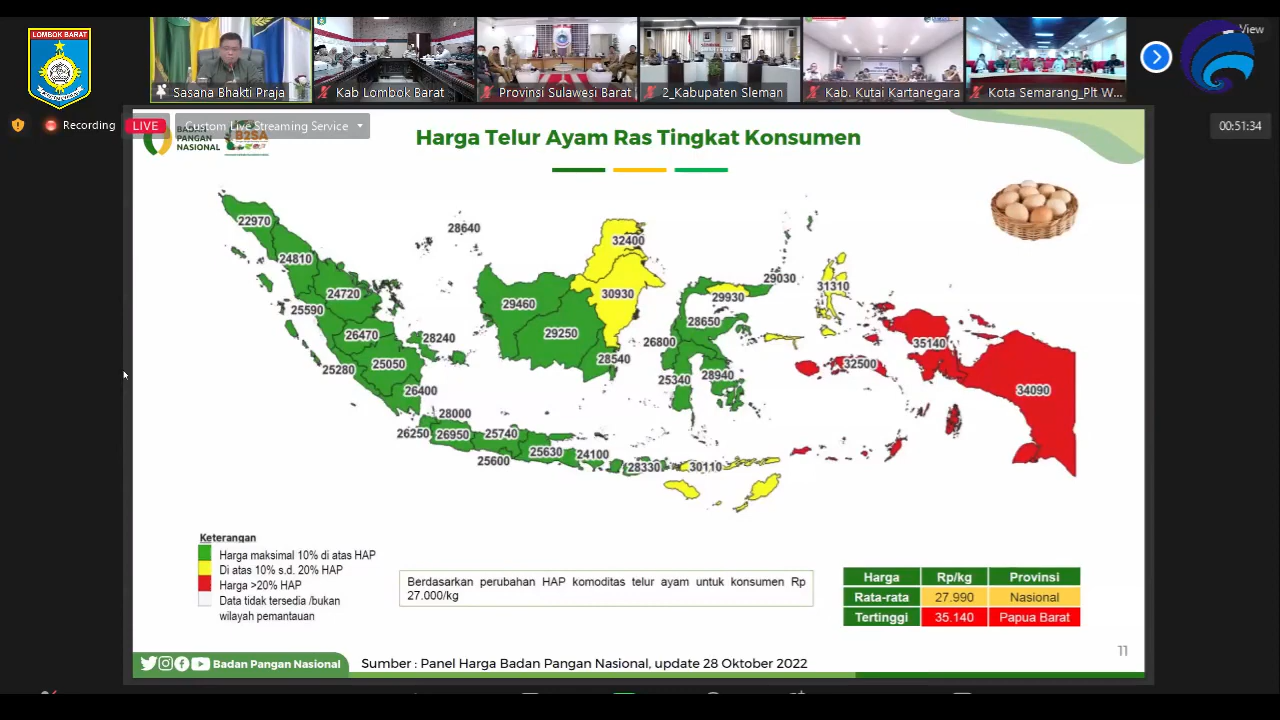 LOMBOK BARAT
View
Sasana Bhakti Praja
Kab Lombok Barat
Provinsi Sulawesi Barat
2_Kabupaten Sleman
Kab. Kutai Kartanegara
Kota Semarang_Plt W...
Recording
LIVE
Custom Live Streaming Service
00:51:34
PANGAN
NASIONAL
B2SA
Harga Telur Ayam Ras Tingkat Konsumen
22970
28640
32400
24810
29030
31310
24720
30930
29930
25590
29460
28650
26470
29250
28240
26800
35140
28540
32500
25280
25050
25340
28940
34090
26400
28000
26250
26950
25740
25600
25630
24100
28330
30110
Keterangan
Harga maksimal 10% di atas HAP
Di atas 10% s.d. 20% HAP
Harga >20% HAP
Data tidak tersedia /bukan
wilayah pemantauan
Berdasarkan perubahan HAP komoditas telur ayam untuk konsumen Rp
27.000/kg
Harga Rp/kg Provinsi
Rata-rata 27.990 Nasional
Tertinggi 35.140 Papua Barat
11
Badan Pangan Nasional
Sumber : Panel Harga Badan Pangan Nasional, update 28 Oktober 2022